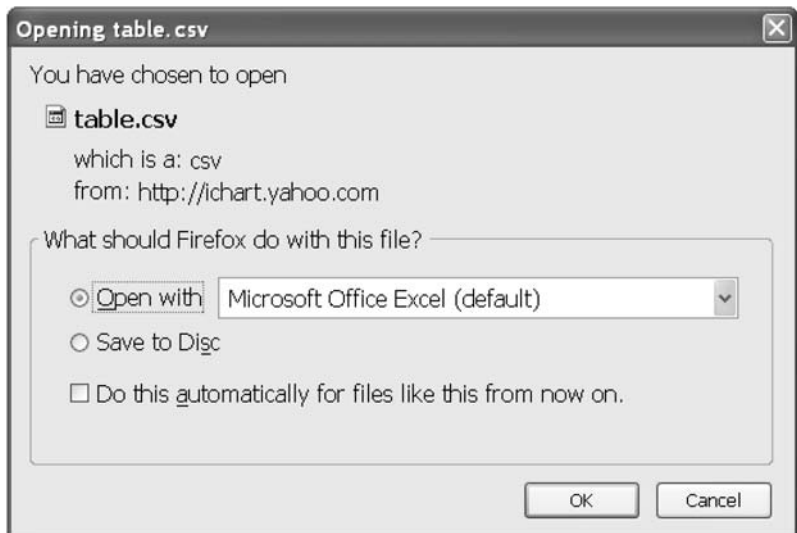 Opening table.csv
You have chosen to open
table.csv
which is a: csv
from: http://ichart.yahoo.com
What should Firefox do with this file?
Open with Microsoft Office Excel (default)
Save to Disc
Do this automatically for files like this from now on.
OK Cancel